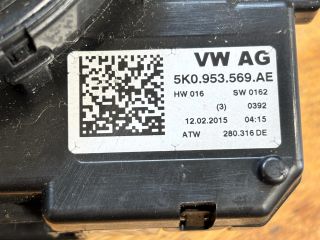 VW AG
5K0.953.569.AE
HW 016 SW 0162
(3) 0392
12.02.2015 04:15
ATW 280.316 DE